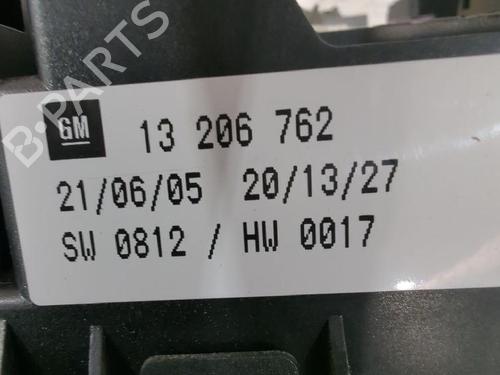 B-PARTS
GM 13 206 762
21/06/05 20/13/27
SW 0812 / HW 0017